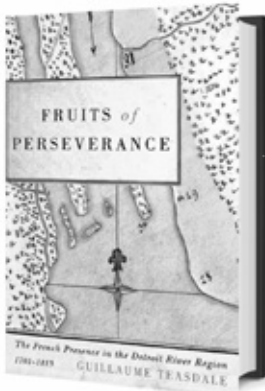 FRUITS of
PERSEVERANCE
The French Presence in the Detroit River Region
1701–1815
GUILLAUME TEASDALE